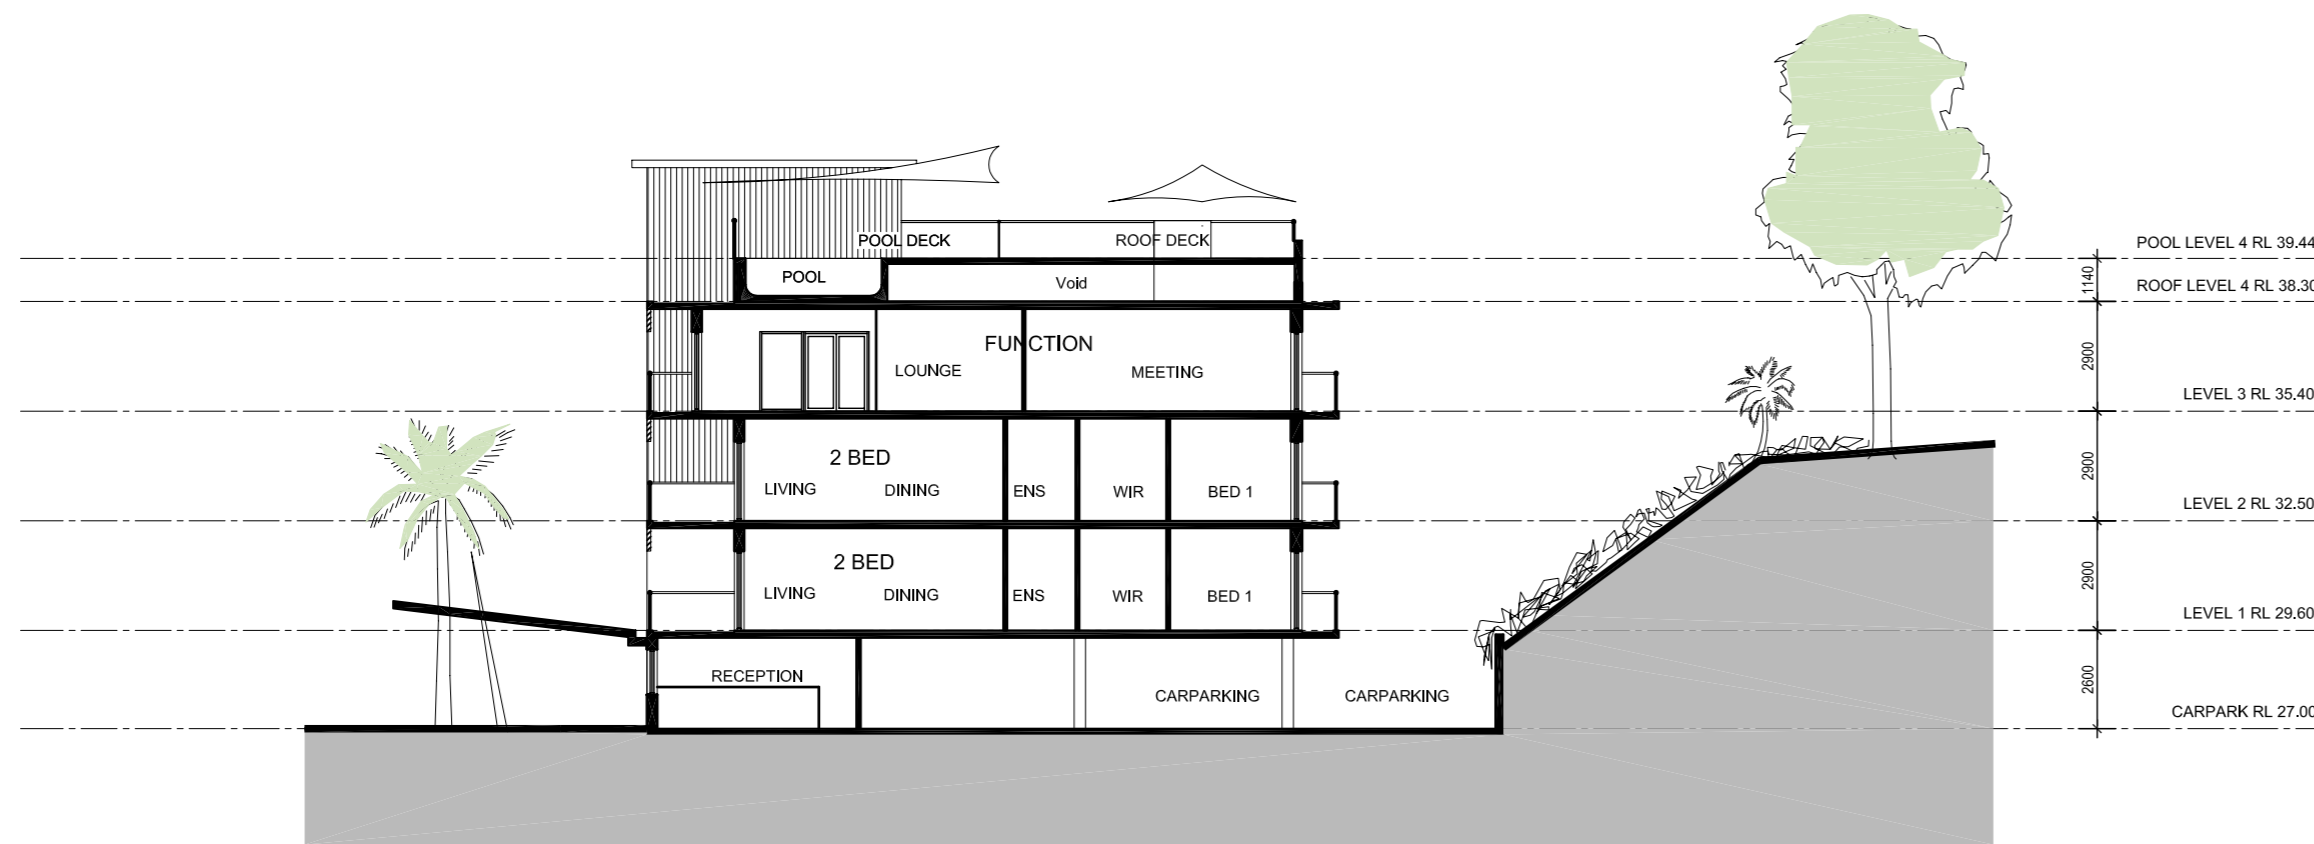 POOL DECK
ROOF DECK
POOL LEVEL 4 RL 39.44
POOL
Void
1140
ROOF LEVEL 4 RL 38.30
FUNCTION
LOUNGE
MEETING
2900
LEVEL 3 RL 35.40
2 BED
LIVING
DINING
ENS
WIR
BED 1
2900
LEVEL 2 RL 32.50
2 BED
LIVING
DINING
ENS
WIR
BED 1
2900
LEVEL 1 RL 29.60
RECEPTION
CARPARKING
CARPARKING
2600
CARPARK RL 27.00